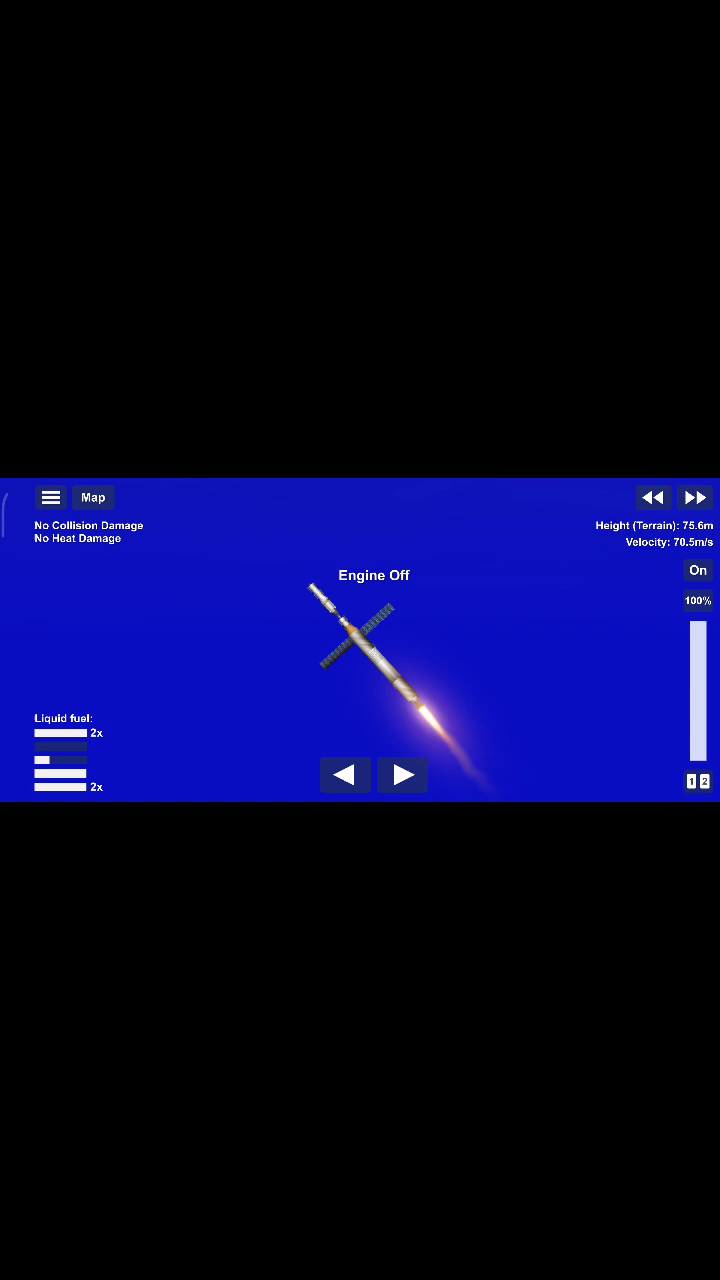 Map
No Collision Damage
No Heat Damage
Height (Terrain): 75.6m
Velocity: 70.5m/s
On
100%
Engine Off
Liquid fuel:
2x
2x
1 2